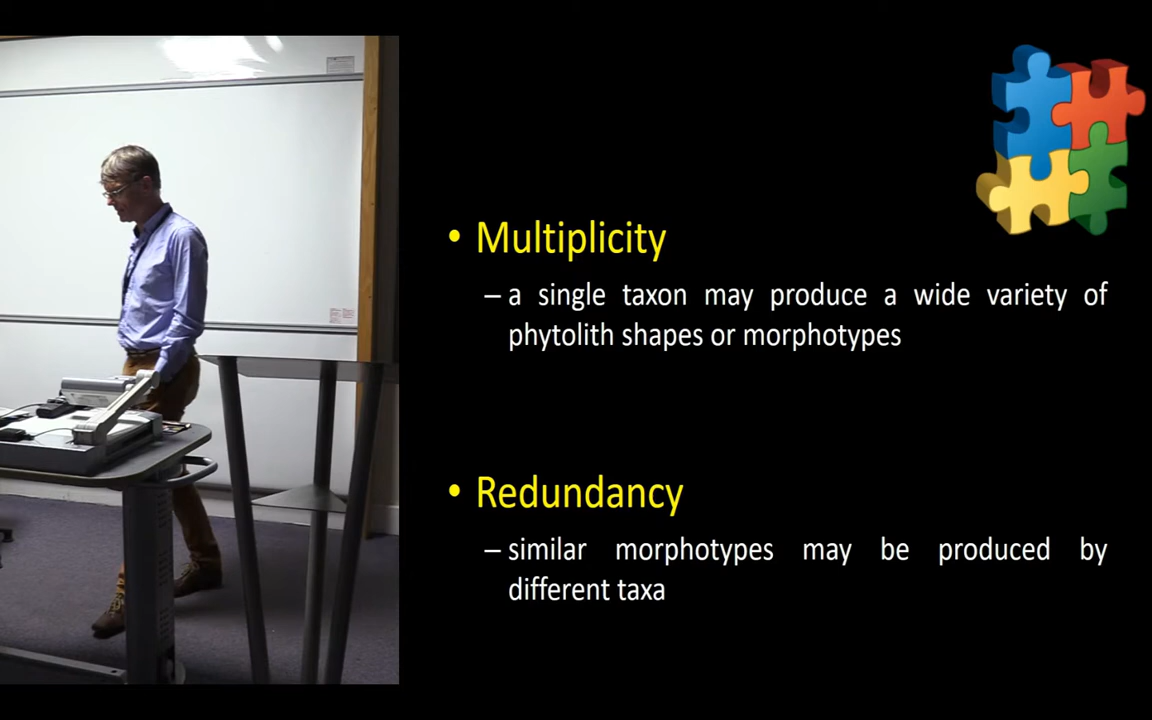 • Multiplicity
– a single taxon may produce a wide variety of
phytolith shapes or morphotypes
• Redundancy
– similar morphotypes may be produced by
different taxa